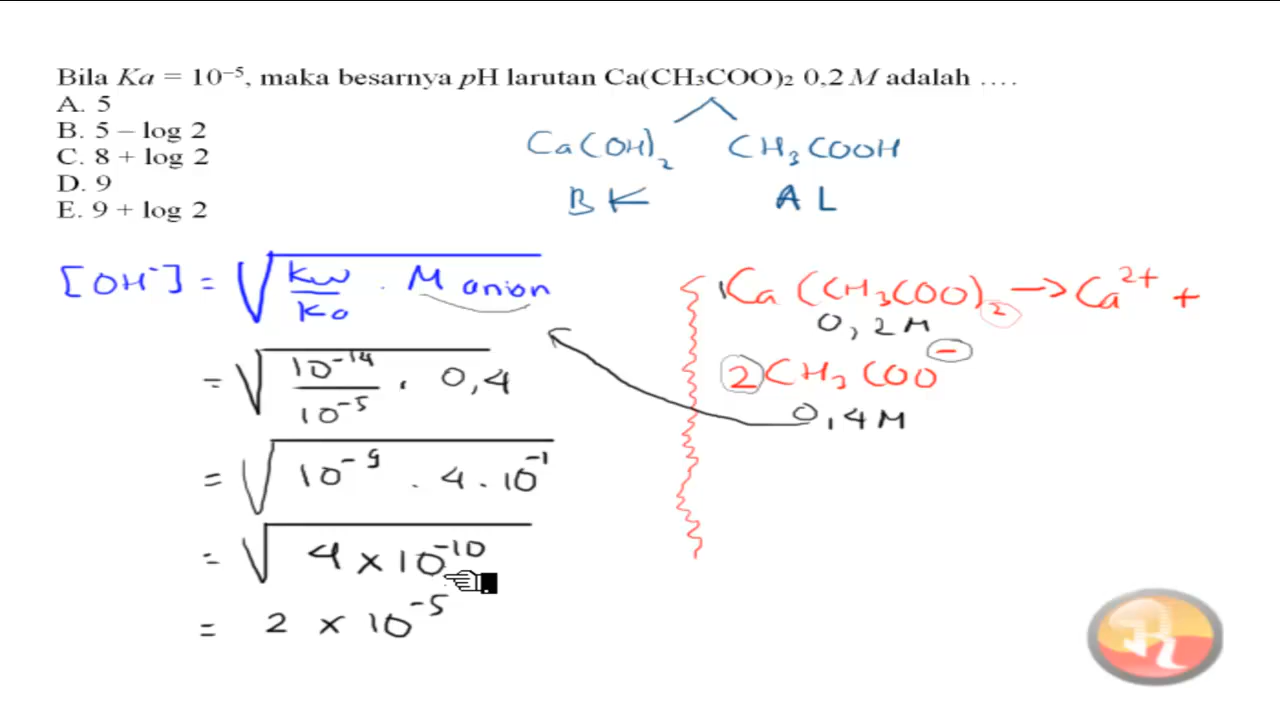 Bila Ka = 10⁻⁵, maka besarnya pH larutan Ca(CH₃COO)₂ 0,2 M adalah ….
A. 5
B. 5 – log 2
C. 8 + log 2
D. 9
E. 9 + log 2
Ca(OH)₂ CH₃COOH
BK AL
[OH⁻] = √ Kw/Ka . M anion
= √ 10⁻¹⁴/10⁻⁵ . 0,4
= √ 10⁻⁹ . 4 . 10⁻¹
= √ 4 × 10⁻¹⁰
= 2 × 10⁻⁵
1Ca (CH₃COO)₂ → Ca²⁺ +
0,2 M
2CH₃COO⁻
0,4 M